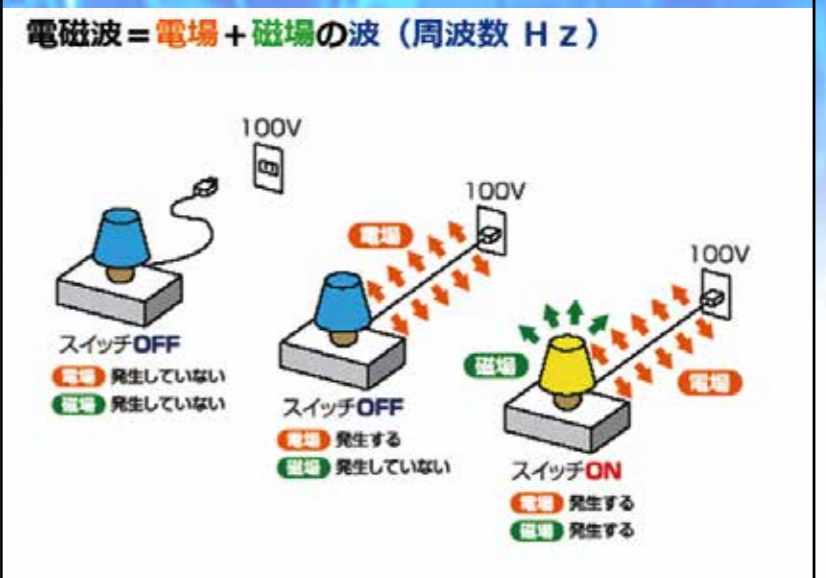 電磁波=電場+磁場の波（周波数 Hz）
100V
スイッチOFF
電場 発生していない
磁場 発生していない
100V
電場
スイッチOFF
電場 発生する
磁場 発生していない
100V
磁場
電場
スイッチON
電場 発生する
磁場 発生する